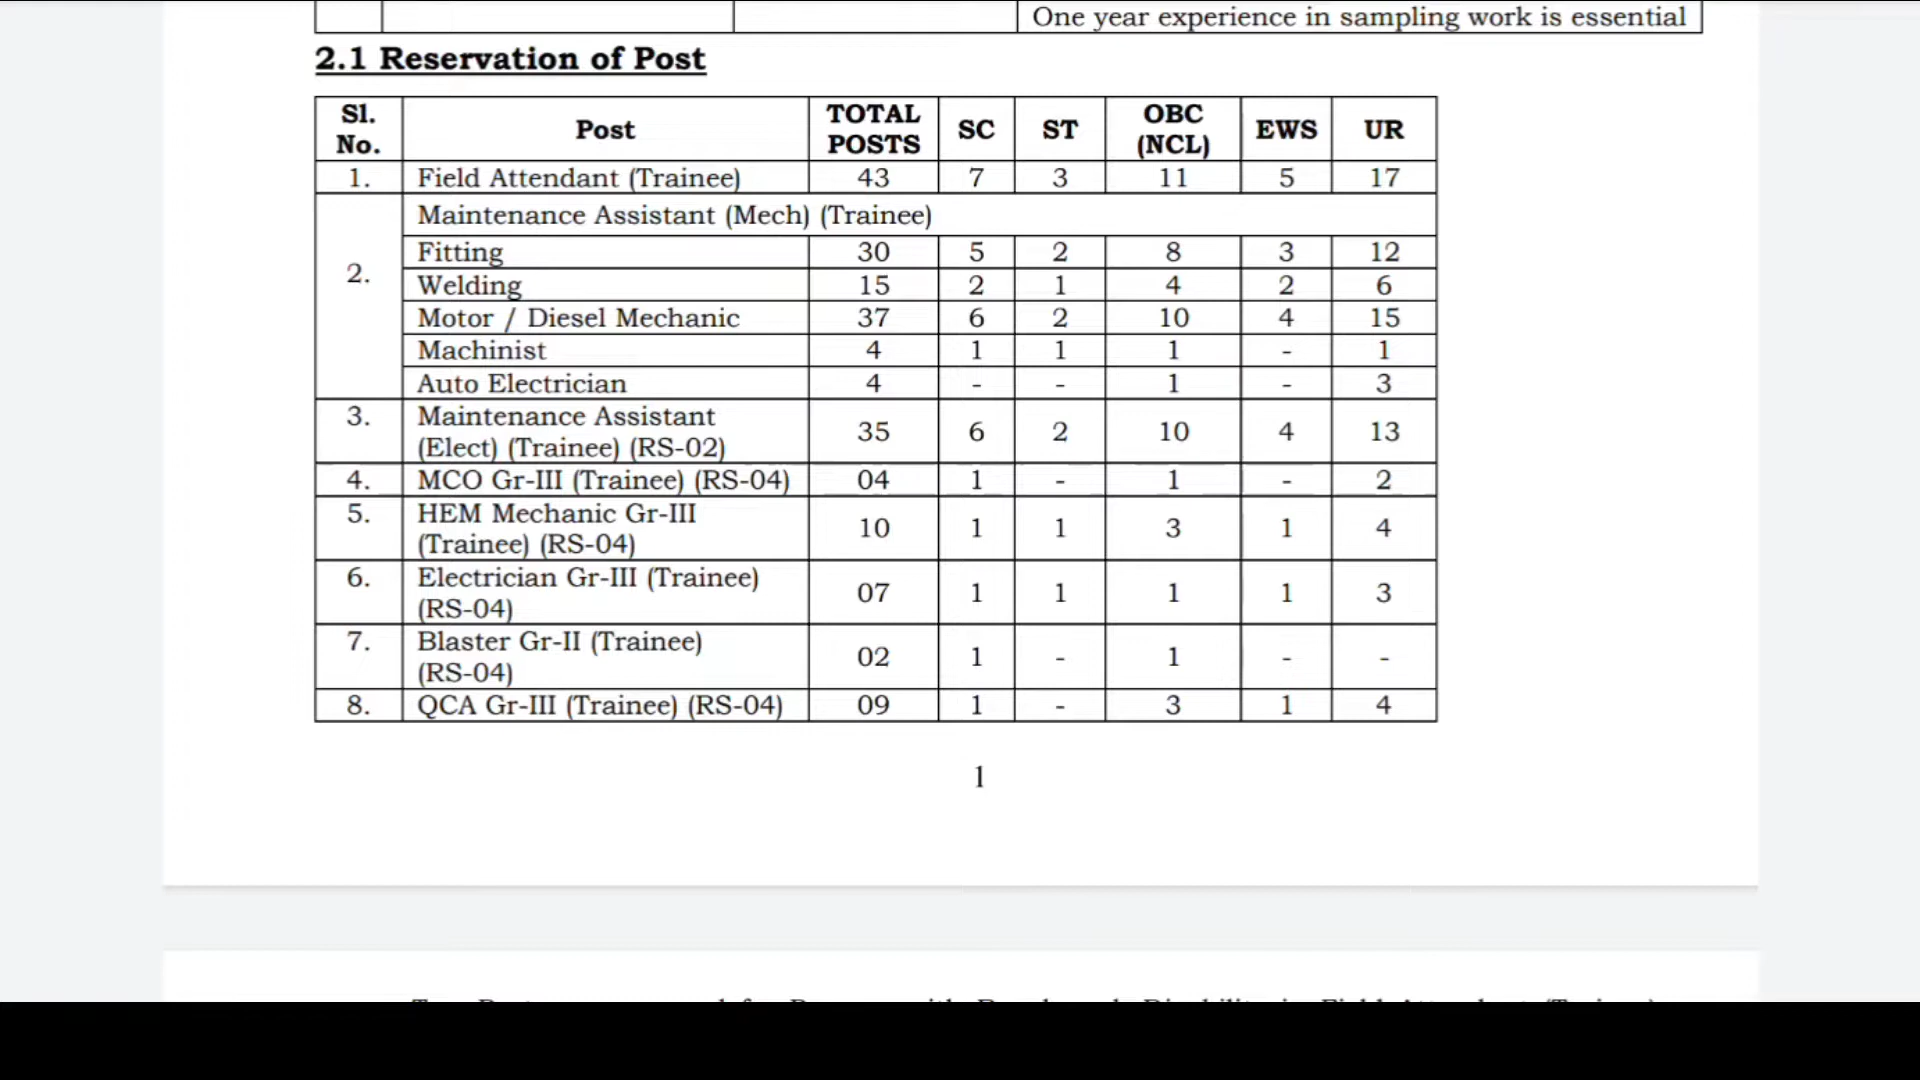 One year experience in sampling work is essential
2.1 Reservation of Post
Sl. No. Post TOTAL POSTS SC ST OBC (NCL) EWS UR
1. Field Attendant (Trainee) 43 7 3 11 5 17
2. Maintenance Assistant (Mech) (Trainee)
Fitting 30 5 2 8 3 12
Welding 15 2 1 4 2 6
Motor / Diesel Mechanic 37 6 2 10 4 15
Machinist 4 1 1 1 - 1
Auto Electrician 4 - - 1 - 3
3. Maintenance Assistant (Elect) (Trainee) (RS-02) 35 6 2 10 4 13
4. MCO Gr-III (Trainee) (RS-04) 04 1 - 1 - 2
5. HEM Mechanic Gr-III (Trainee) (RS-04) 10 1 1 3 1 4
6. Electrician Gr-III (Trainee) (RS-04) 07 1 1 1 1 3
7. Blaster Gr-II (Trainee) (RS-04) 02 1 - 1 - -
8. QCA Gr-III (Trainee) (RS-04) 09 1 - 3 1 4
1